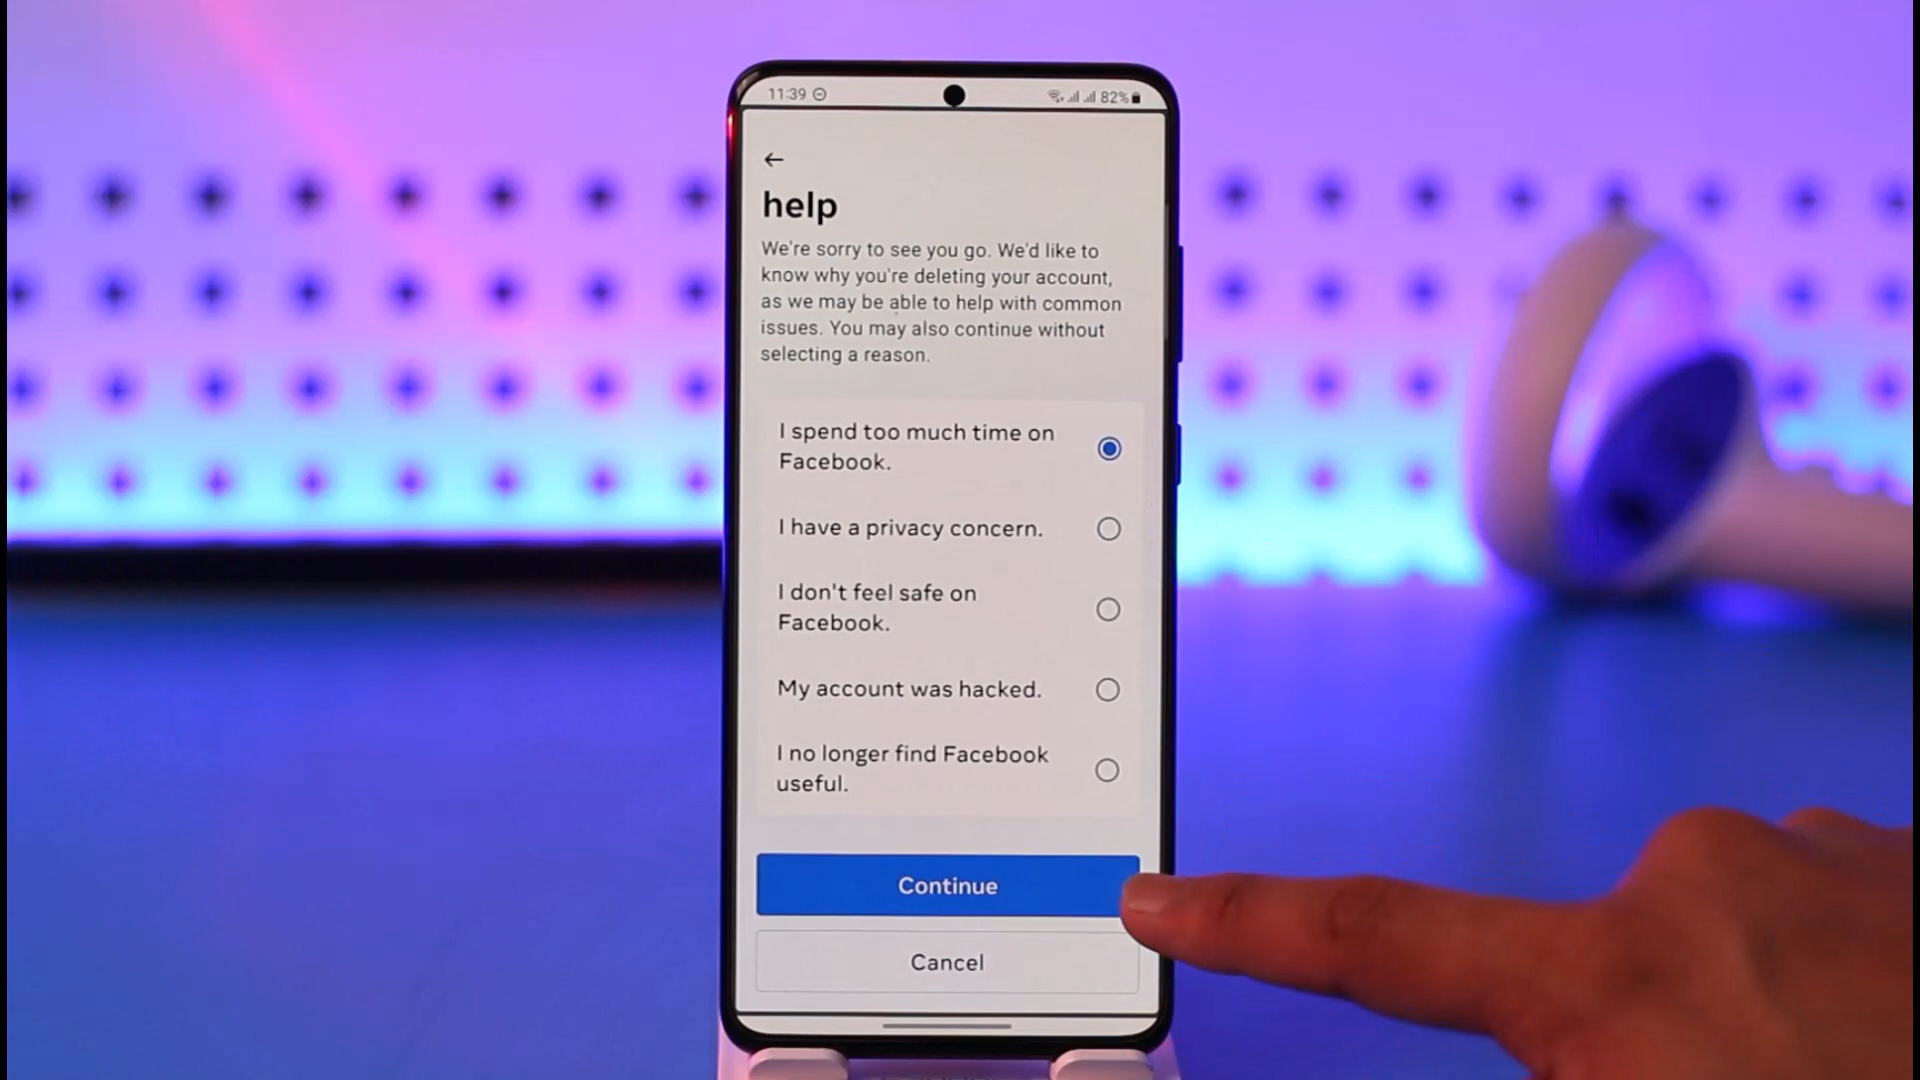 11:39
82%
help
We're sorry to see you go. We'd like to
know why you're deleting your account,
as we may be able to help with common
issues. You may also continue without
selecting a reason.
I spend too much time on
Facebook.
I have a privacy concern.
I don't feel safe on
Facebook.
My account was hacked.
I no longer find Facebook
useful.
Continue
Cancel